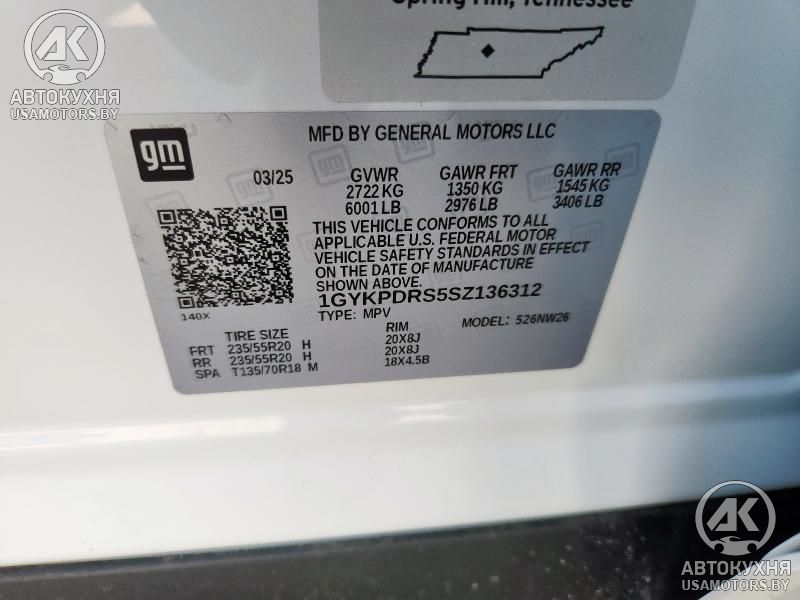 Spring Hill, Tennessee
AK
АВТОКУХНЯ
USAMOTORS.BY
gm
MFD BY GENERAL MOTORS LLC
03/25 GVWR GAWR FRT GAWR RR
2722 KG 1350 KG 1545 KG
6001 LB 2976 LB 3406 LB
THIS VEHICLE CONFORMS TO ALL
APPLICABLE U.S. FEDERAL MOTOR
VEHICLE SAFETY STANDARDS IN EFFECT
ON THE DATE OF MANUFACTURE
SHOWN ABOVE.
1GYKPDRS5SZ136312
140X TYPE: MPV MODEL: 526NW26
TIRE SIZE RIM
FRT 235/55R20 H 20X8J
RR 235/55R20 H 20X8J
SPA T135/70R18 M 18X4.5B
AK
АВТОКУХНЯ
USAMOTORS.BY